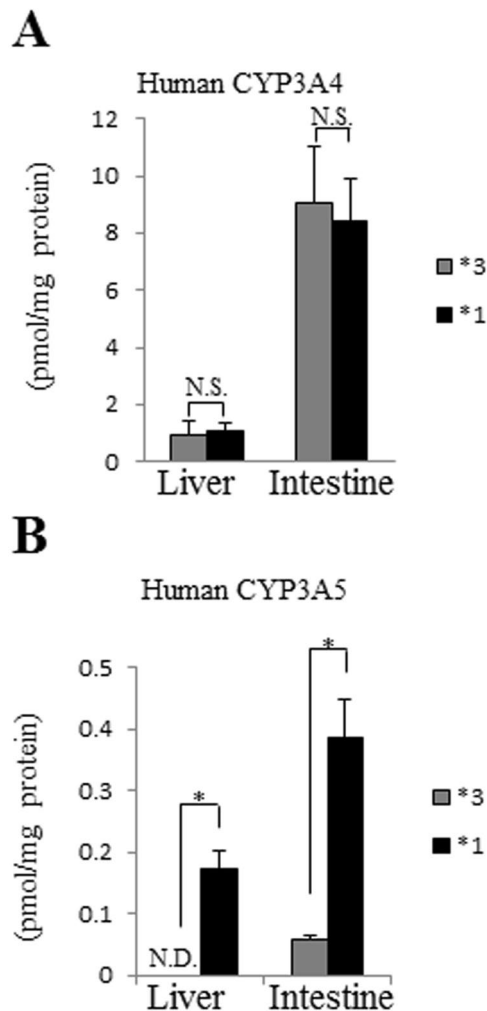 A
Human CYP3A4
(pmol/mg protein)
12
10
8
6
4
2
0
N.S.
N.S.
Liver
Intestine
*3
*1
B
Human CYP3A5
(pmol/mg protein)
0.5
0.4
0.3
0.2
0.1
0
N.D.
*
*
Liver
Intestine
*3
*1